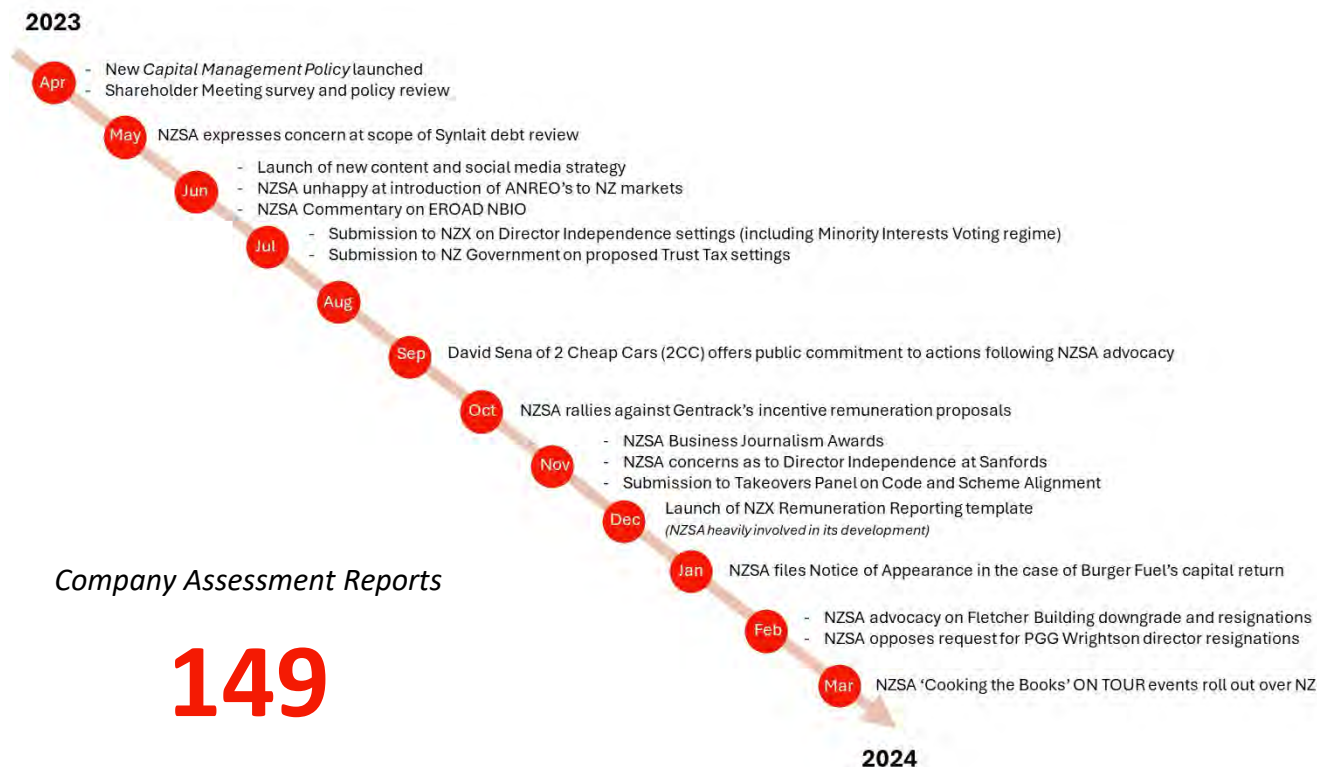 2023
Apr
- New Capital Management Policy launched
- Shareholder Meeting survey and policy review
May
NZSA expresses concern at scope of Synlait debt review
Jun
- Launch of new content and social media strategy
- NZSA unhappy at introduction of ANREO's to NZ markets
- NZSA Commentary on EROAD NBIO
Jul
- Submission to NZX on Director Independence settings (including Minority Interests Voting regime)
- Submission to NZ Government on proposed Trust Tax settings
Aug
Sep
David Sena of 2 Cheap Cars (2CC) offers public commitment to actions following NZSA advocacy
Oct
NZSA rallies against Gentrack's incentive remuneration proposals
Nov
- NZSA Business Journalism Awards
- NZSA concerns as to Director Independence at Sanfords
- Submission to Takeovers Panel on Code and Scheme Alignment
Dec
Launch of NZX Remuneration Reporting template
(NZSA heavily involved in its development)
Jan
NZSA files Notice of Appearance in the case of Burger Fuel's capital return
Feb
- NZSA advocacy on Fletcher Building downgrade and resignations
- NZSA opposes request for PGG Wrightson director resignations
Mar
NZSA 'Cooking the Books' ON TOUR events roll out over NZ
2024
Company Assessment Reports
149